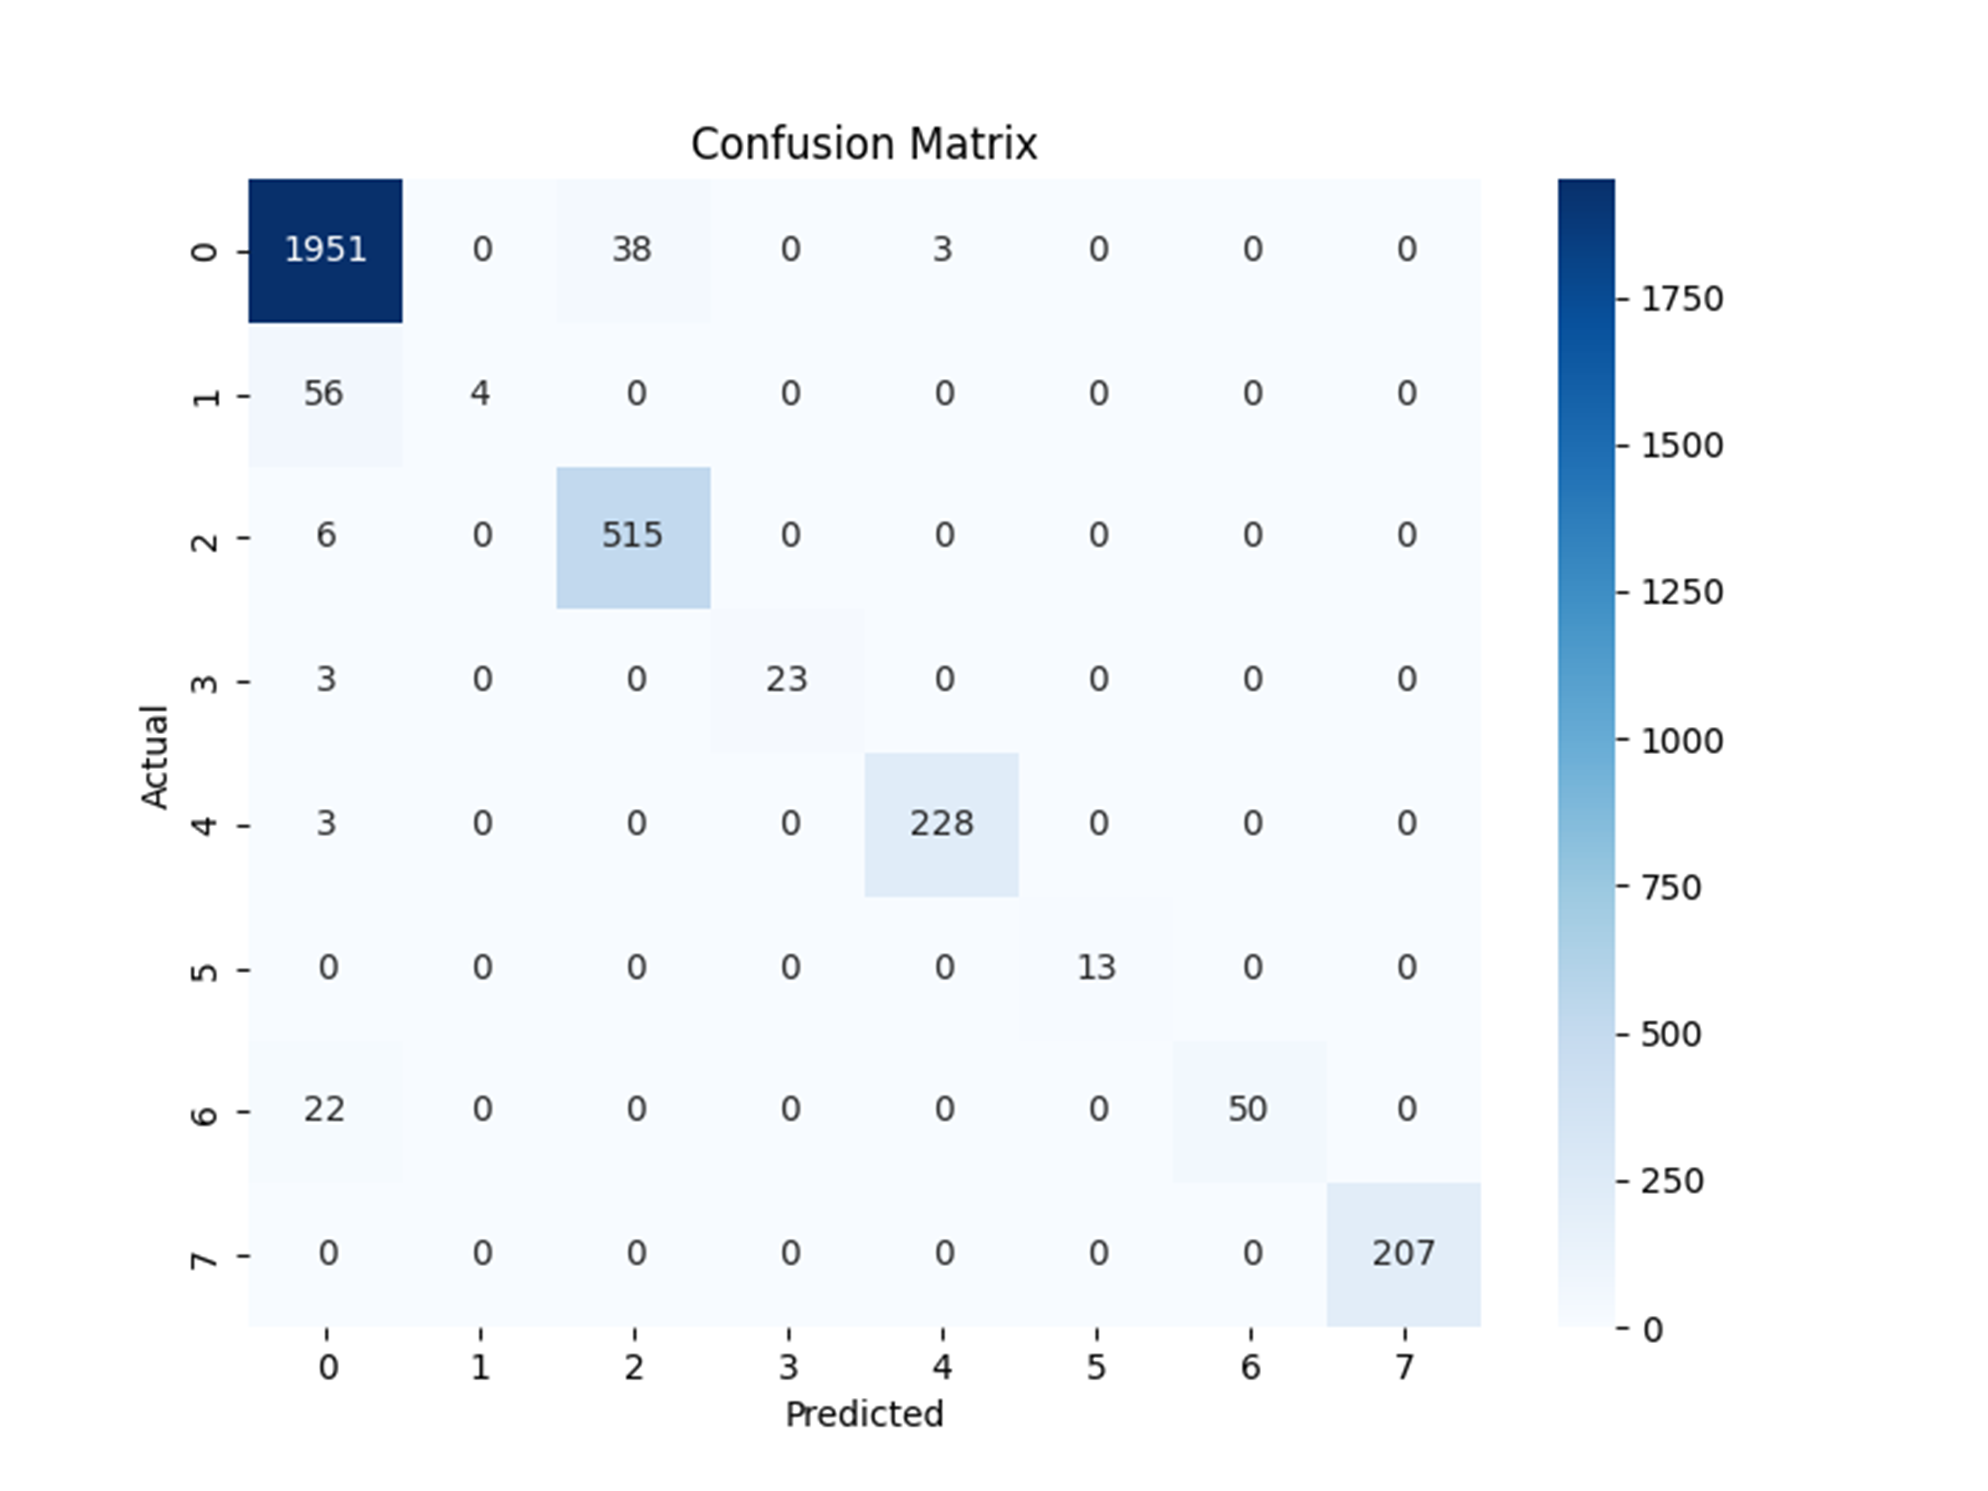 Confusion Matrix
0 1951 0 38 0 3 0 0 0
1 56 4 0 0 0 0 0 0
2 6 0 515 0 0 0 0 0
3 3 0 0 23 0 0 0 0
4 3 0 0 0 228 0 0 0
5 0 0 0 0 0 13 0 0
6 22 0 0 0 0 0 50 0
7 0 0 0 0 0 0 0 207
0 1 2 3 4 5 6 7
Predicted
Actual
1750
1500
1250
1000
750
500
250
0